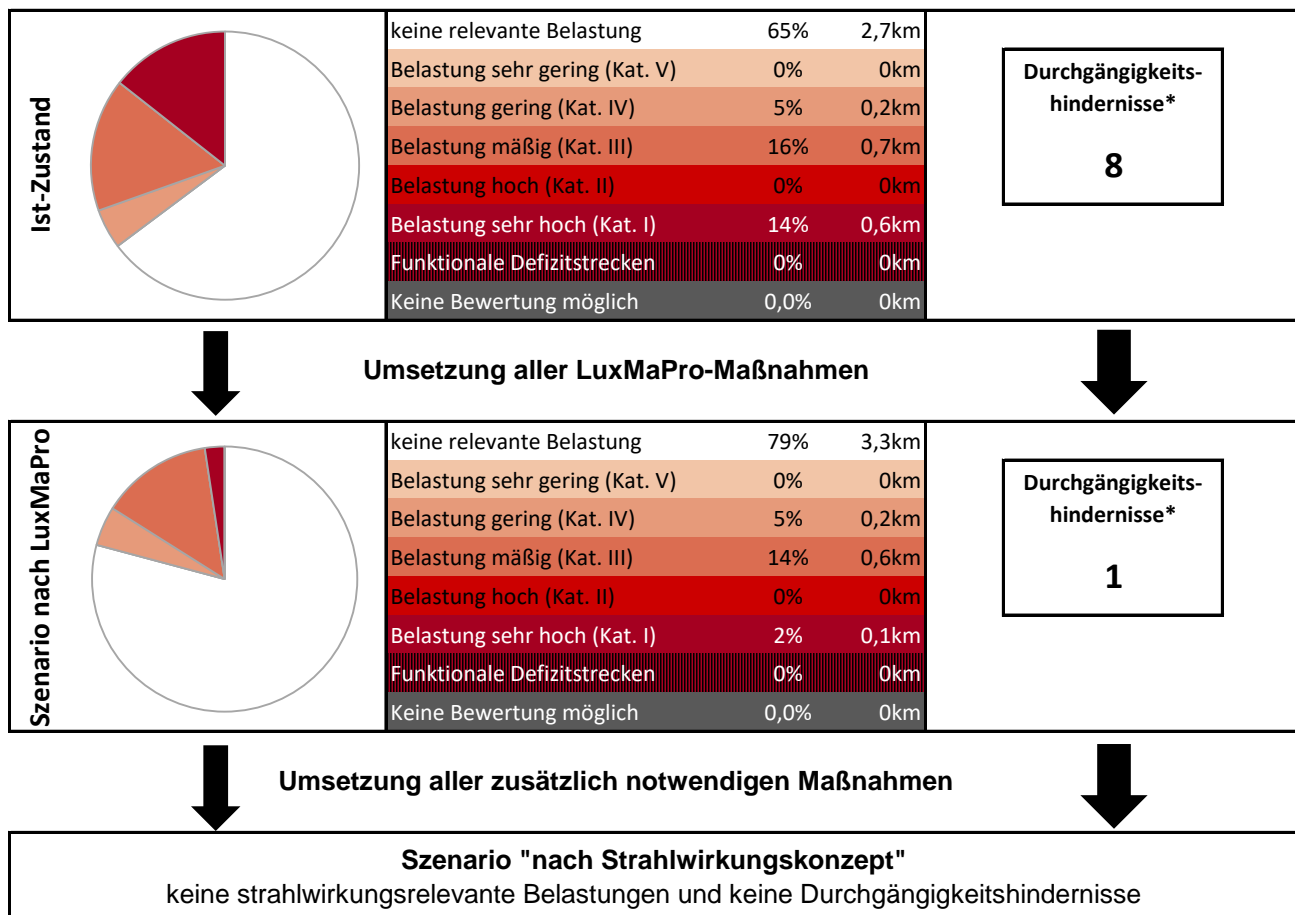 Ist-Zustand
keine relevante Belastung 65% 2,7km
Belastung sehr gering (Kat. V) 0% 0km
Belastung gering (Kat. IV) 5% 0,2km
Belastung mäßig (Kat. III) 16% 0,7km
Belastung hoch (Kat. II) 0% 0km
Belastung sehr hoch (Kat. I) 14% 0,6km
Funktionale Defizitstrecken 0% 0km
Keine Bewertung möglich 0,0% 0km
Durchgängigkeits-
hindernisse*
8
Umsetzung aller LuxMaPro-Maßnahmen
Szenario nach LuxMaPro
keine relevante Belastung 79% 3,3km
Belastung sehr gering (Kat. V) 0% 0km
Belastung gering (Kat. IV) 5% 0,2km
Belastung mäßig (Kat. III) 14% 0,6km
Belastung hoch (Kat. II) 0% 0km
Belastung sehr hoch (Kat. I) 2% 0,1km
Funktionale Defizitstrecken 0% 0km
Keine Bewertung möglich 0,0% 0km
Durchgängigkeits-
hindernisse*
1
Umsetzung aller zusätzlich notwendigen Maßnahmen
Szenario "nach Strahlwirkungskonzept"
keine strahlwirkungsrelevante Belastungen und keine Durchgängigkeitshindernisse